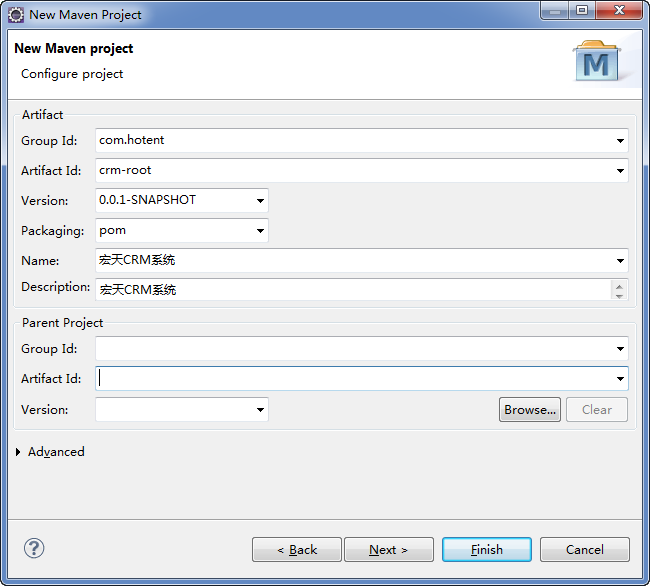 New Maven Project
New Maven project
Configure project
M
Artifact
Group Id: com.hotent
Artifact Id: crm-root
Version: 0.0.1-SNAPSHOT
Packaging: pom
Name: 宏天CRM系统
Description: 宏天CRM系统
Parent Project
Group Id:
Artifact Id:
Version: Browse... Clear
Advanced
? < Back Next > Finish Cancel